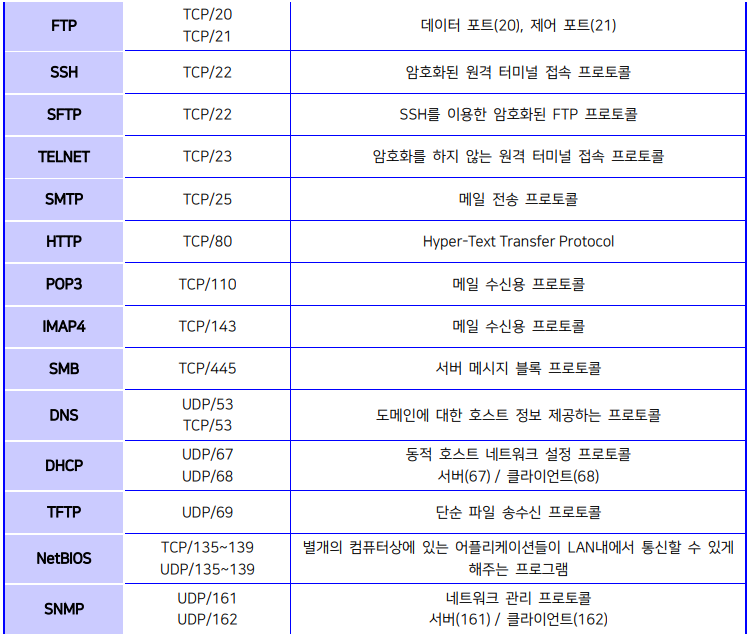 FTP
TCP/20
TCP/21
데이터 포트(20), 제어 포트(21)
SSH
TCP/22
암호화된 원격 터미널 접속 프로토콜
SFTP
TCP/22
SSH를 이용한 암호화된 FTP 프로토콜
TELNET
TCP/23
암호화를 하지 않는 원격 터미널 접속 프로토콜
SMTP
TCP/25
메일 전송 프로토콜
HTTP
TCP/80
Hyper-Text Transfer Protocol
POP3
TCP/110
메일 수신용 프로토콜
IMAP4
TCP/143
메일 수신용 프로토콜
SMB
TCP/445
서버 메시지 블록 프로토콜
DNS
UDP/53
TCP/53
도메인에 대한 호스트 정보 제공하는 프로토콜
DHCP
UDP/67
UDP/68
동적 호스트 네트워크 설정 프로토콜
서버(67) / 클라이언트(68)
TFTP
UDP/69
단순 파일 송수신 프로토콜
NetBIOS
TCP/135~139
UDP/135~139
별개의 컴퓨터상에 있는 어플리케이션들이 LAN내에서 통신할 수 있게
해주는 프로그램
SNMP
UDP/161
UDP/162
네트워크 관리 프로토콜
서버(161) / 클라이언트(162)